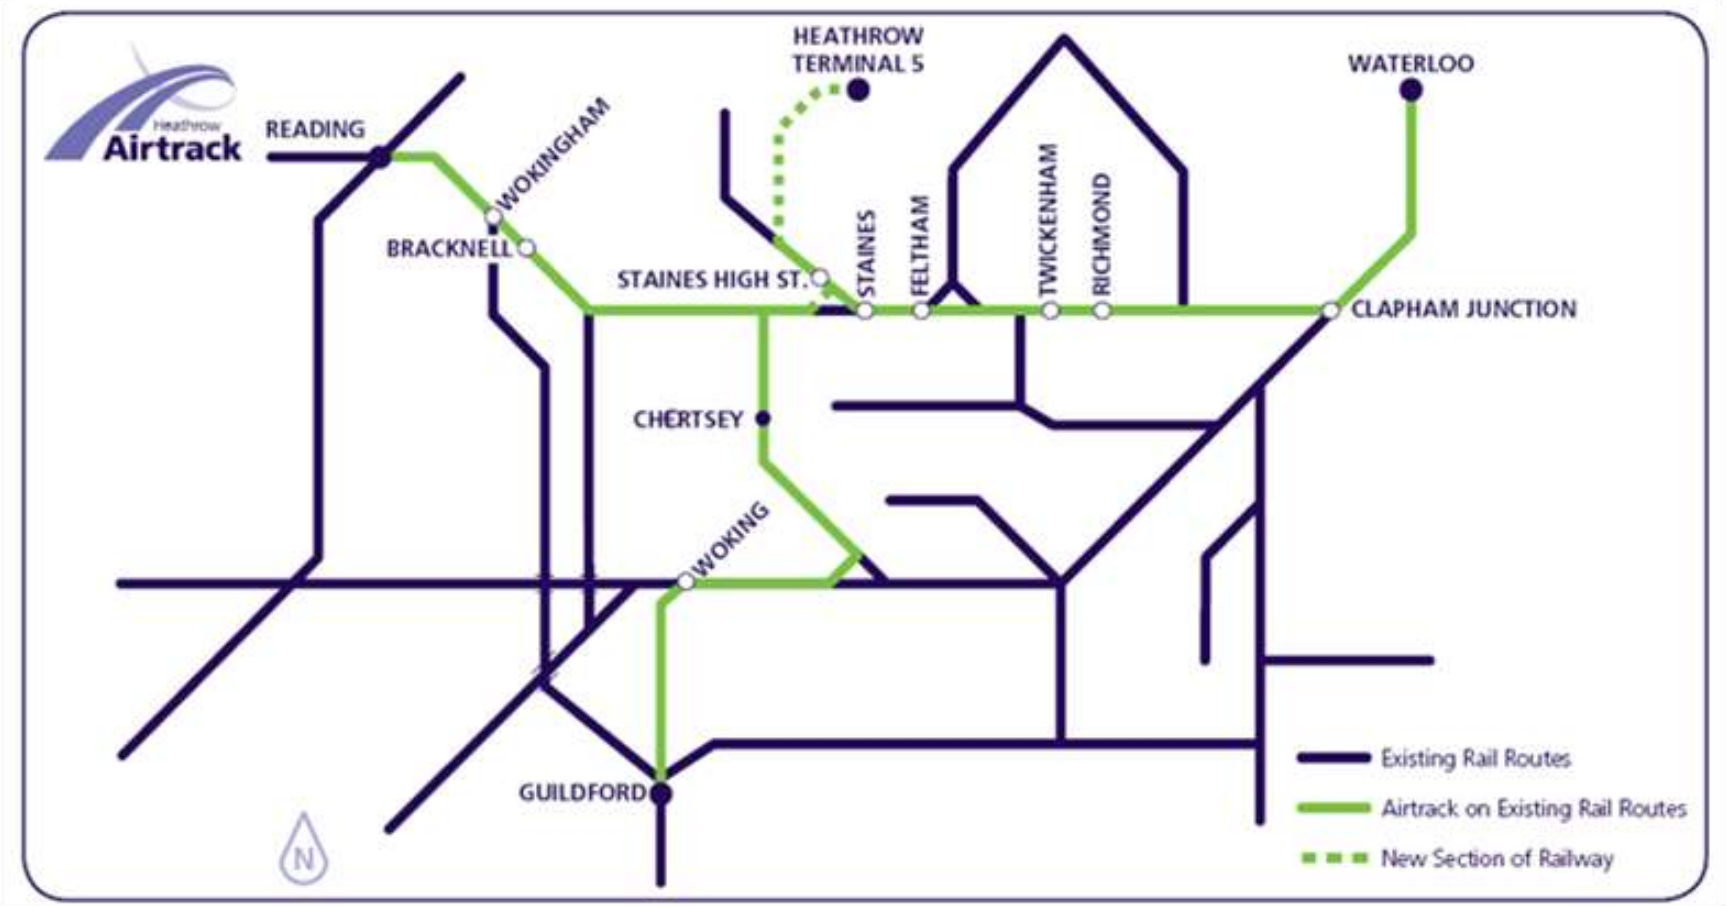 HEATHROW
TERMINAL 5
WATERLOO
Heathrow
Airtrack
READING
WOKINGHAM
BRACKNELL
STAINES HIGH ST.
STAINES
FELTHAM
TWICKENHAM
RICHMOND
CLAPHAM JUNCTION
CHERTSEY
WOKING
GUILDFORD
N
Existing Rail Routes
Airtrack on Existing Rail Routes
New Section of Railway